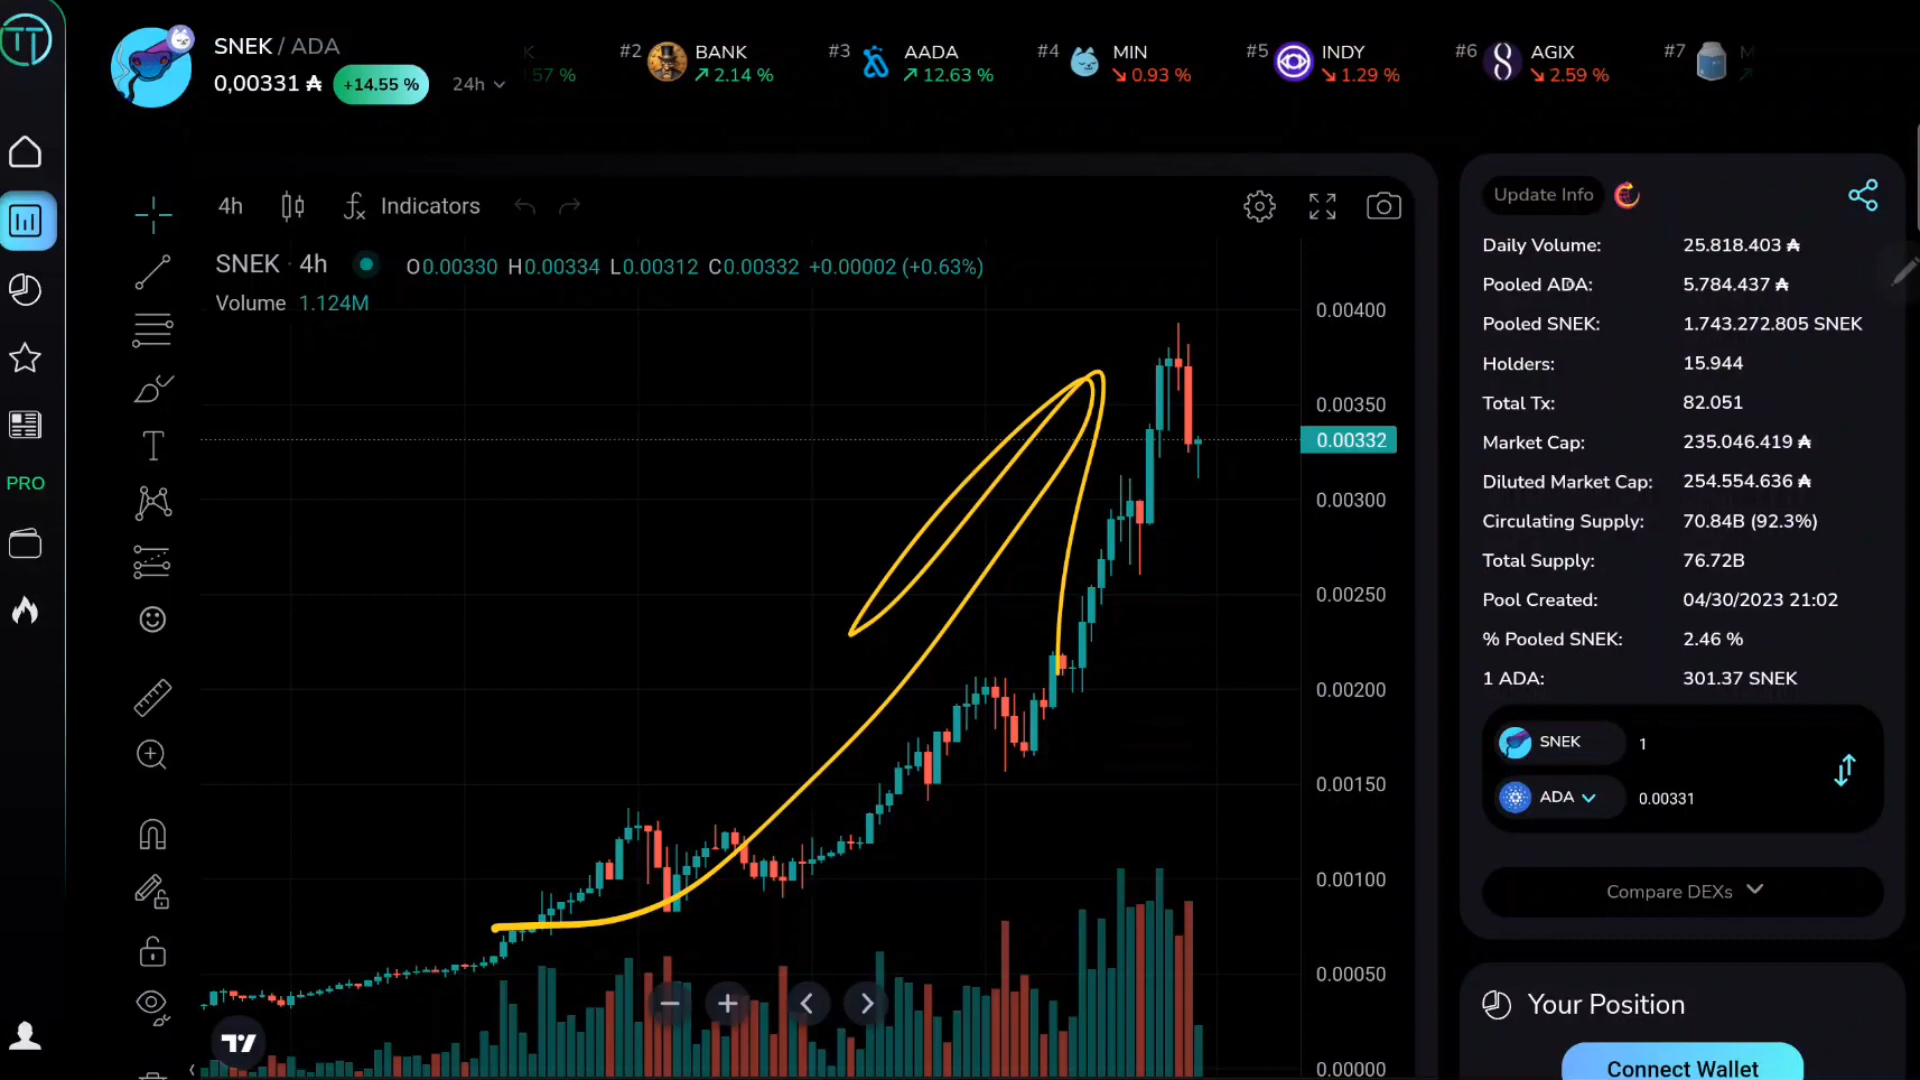 SNEK / ADA
0,00331 ₳ +14.55 % 24h
K
.57 %
#2 BANK
↗ 2.14 %
#3 AADA
↗ 12.63 %
#4 MIN
↘ 0.93 %
#5 INDY
↘ 1.29 %
#6 AGIX
↘ 2.59 %
#7 M
4h Indicators
SNEK · 4h O0.00330 H0.00334 L0.00312 C0.00332 +0.00002 (+0.63%)
Volume 1.124M
0.00400
0.00350
0.00332
0.00300
0.00250
0.00200
0.00150
0.00100
0.00050
0.00000
PRO
Update Info
Daily Volume: 25.818.403 ₳
Pooled ADA: 5.784.437 ₳
Pooled SNEK: 1.743.272.805 SNEK
Holders: 15.944
Total Tx: 82.051
Market Cap: 235.046.419 ₳
Diluted Market Cap: 254.554.636 ₳
Circulating Supply: 70.84B (92.3%)
Total Supply: 76.72B
Pool Created: 04/30/2023 21:02
% Pooled SNEK: 2.46 %
1 ADA: 301.37 SNEK
SNEK 1
ADA 0.00331
Compare DEXs
Your Position
Connect Wallet